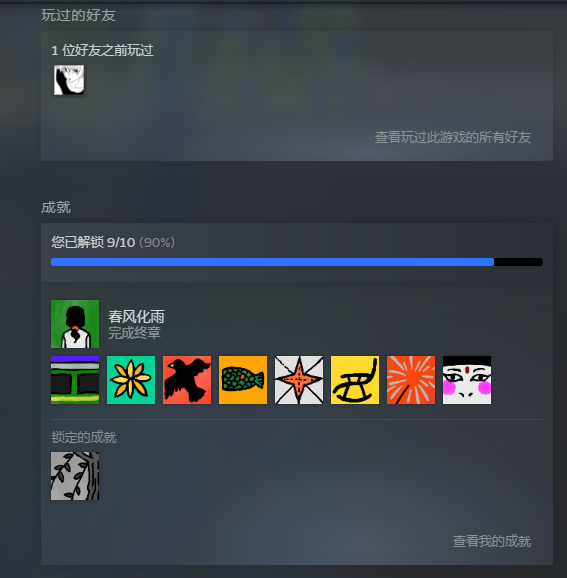 玩过的好友
1 位好友之前玩过
查看玩过此游戏的所有好友
成就
您已解锁 9/10 (90%)
春风化雨
完成终章
锁定的成就
查看我的成就